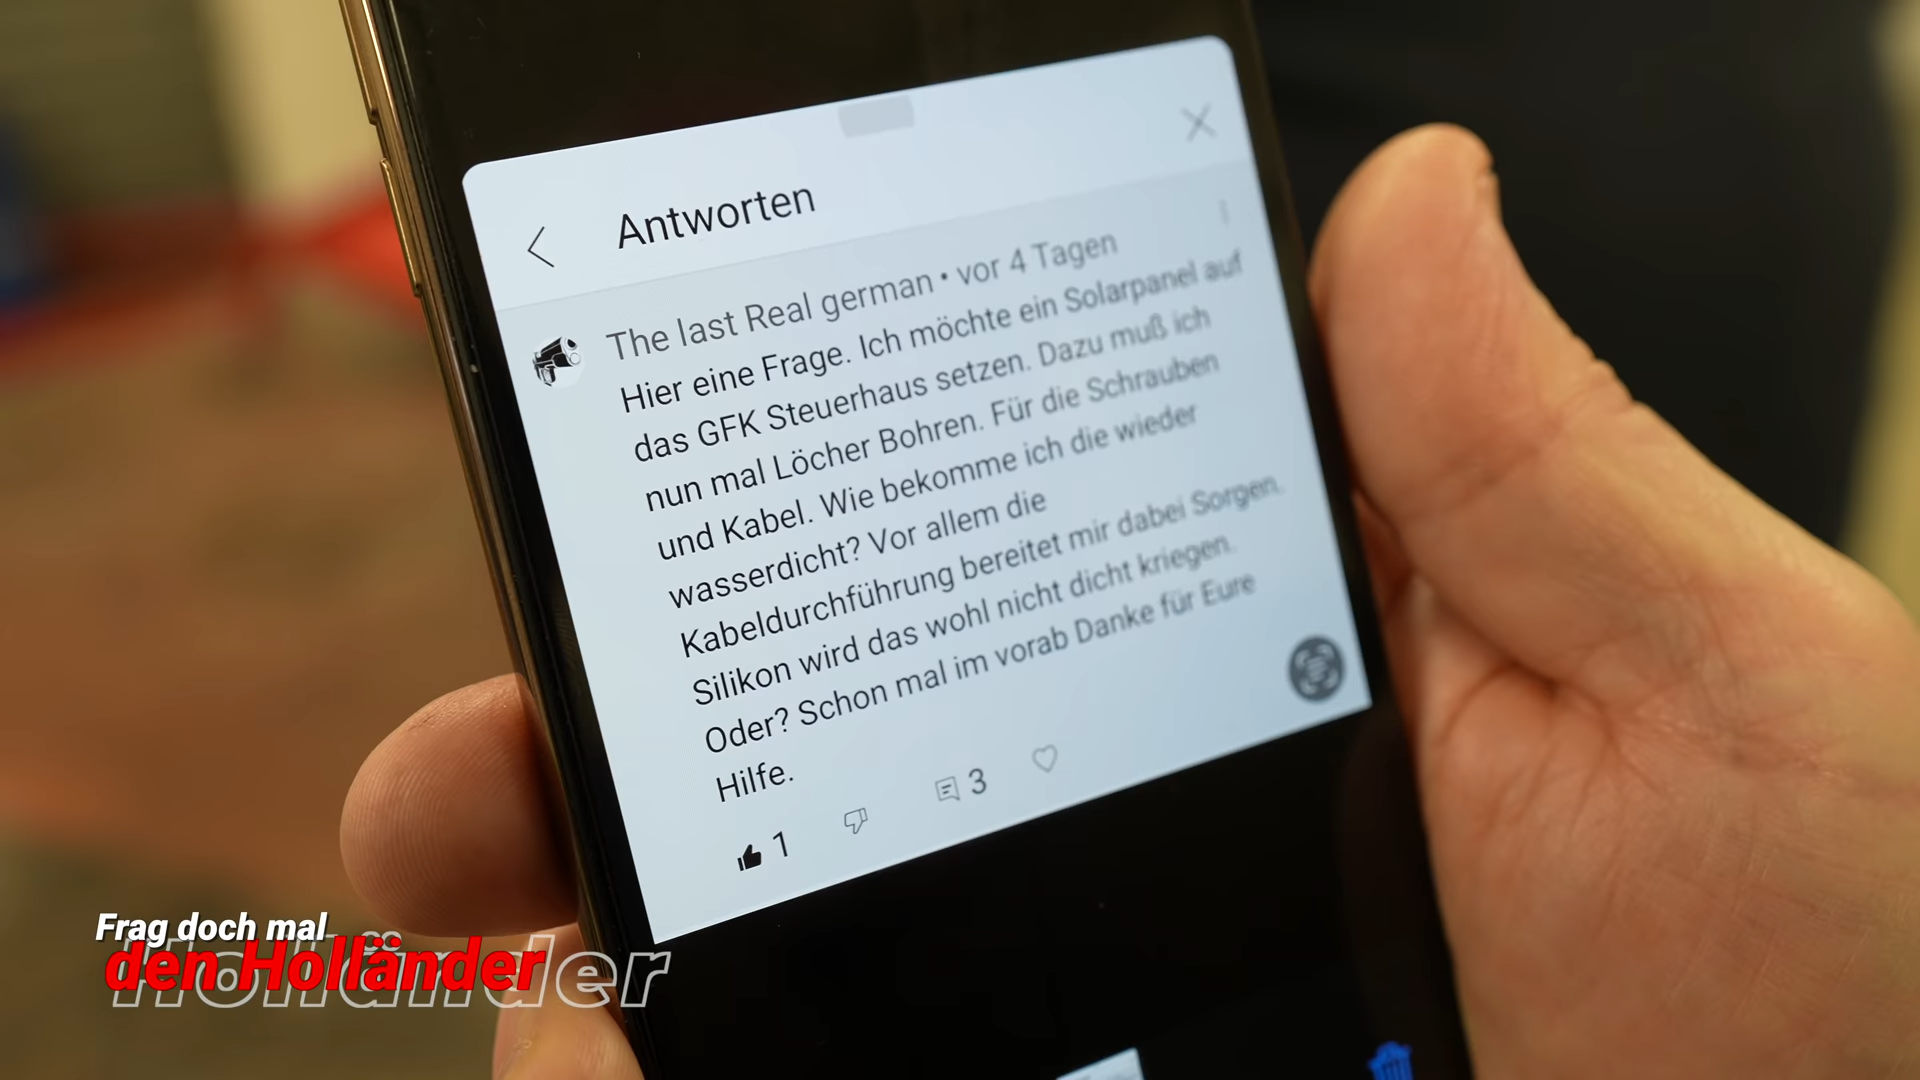 Antworten
The last Real german • vor 4 Tagen
Hier eine Frage. Ich möchte ein Solarpanel auf
das GFK Steuerhaus setzen. Dazu muß ich
nun mal Löcher Bohren. Für die Schrauben
und Kabel. Wie bekomme ich die wieder
wasserdicht? Vor allem die
Kabeldurchführung bereitet mir dabei Sorgen.
Silikon wird das wohl nicht dicht kriegen.
Oder? Schon mal im vorab Danke für Eure
Hilfe.
1 3
Frag doch mal
den Holländer
Holländer